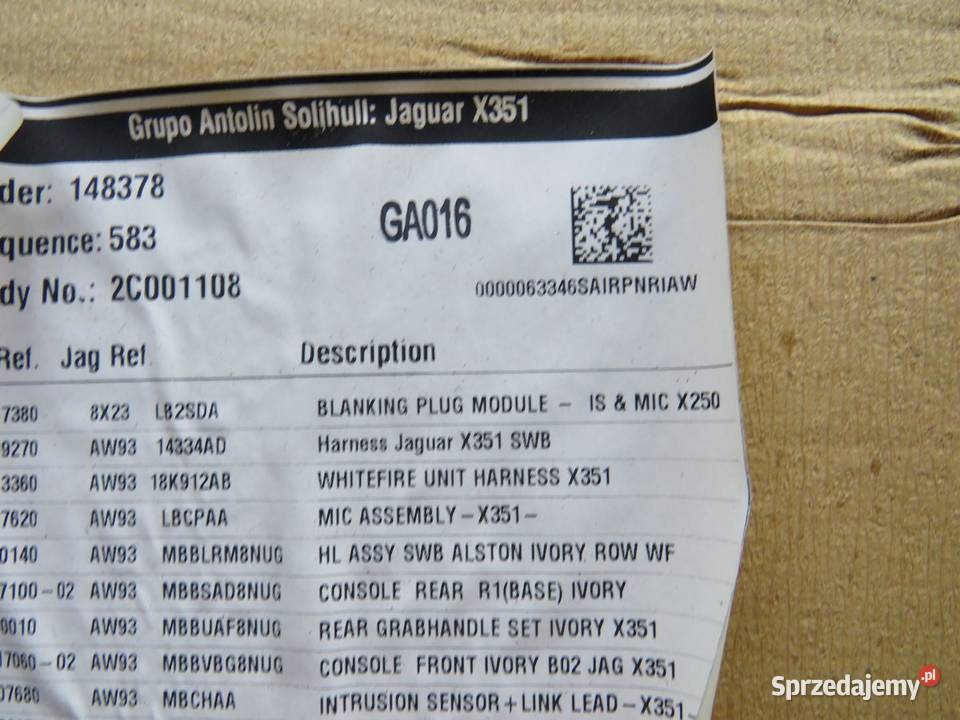 Grupo Antolin Solihull: Jaguar X351
der: 148378
GA016
quence: 583
dy No.: 2C001108
0000063346SAIRPNRIAW
Ref. Jag Ref. Description
7380 8X23 LB2SDA BLANKING PLUG MODULE - IS & MIC X250
9270 AW93 14334AD Harness Jaguar X351 SWB
3360 AW93 18K912AB WHITEFIRE UNIT HARNESS X351
7620 AW93 LBCPAA MIC ASSEMBLY-X351-
0140 AW93 MBBLRM8NUG HL ASSY SWB ALSTON IVORY ROW WF
7100-02 AW93 MBBSAD8NUG CONSOLE REAR R1(BASE) IVORY
0010 AW93 MBBUAF8NUG REAR GRABHANDLE SET IVORY X351
17060-02 AW93 MBBVBG8NUG CONSOLE FRONT IVORY B02 JAG X351
07680 AW93 MBCHAA INTRUSION SENSOR+LINK LEAD-X351-
Sprzedajemy.pl